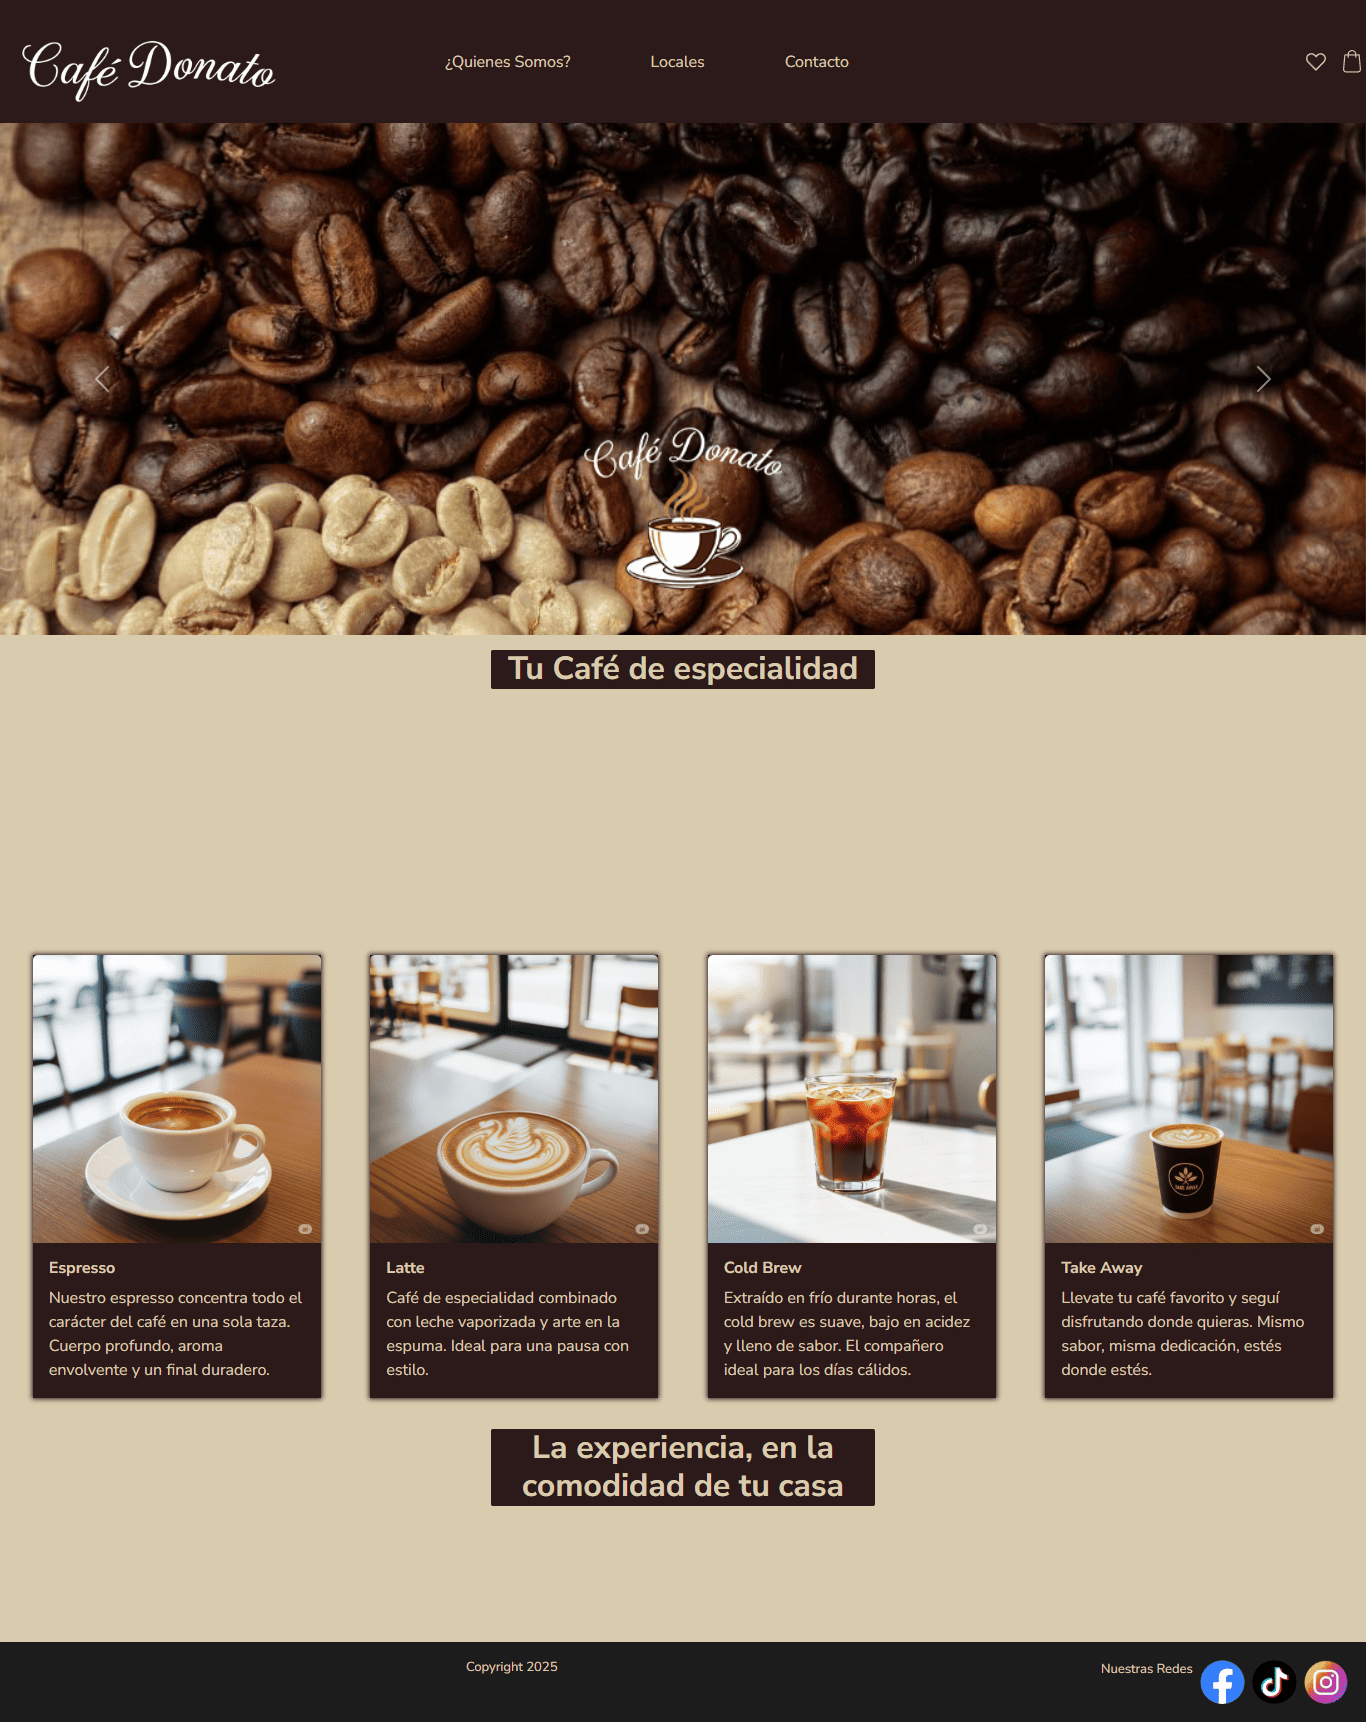 Café Donato
¿Quienes Somos?
Locales
Contacto
Café Donato
Tu Café de especialidad
TAKE AWAY
Espresso
Nuestro espresso concentra todo el
carácter del café en una sola taza.
Cuerpo profundo, aroma
envolvente y un final duradero.
Latte
Café de especialidad combinado
con leche vaporizada y arte en la
espuma. Ideal para una pausa con
estilo.
Cold Brew
Extraído en frío durante horas, el
cold brew es suave, bajo en acidez
y lleno de sabor. El compañero
ideal para los días cálidos.
Take Away
Llevate tu café favorito y seguí
disfrutando donde quieras. Mismo
sabor, misma dedicación, estés
donde estés.
La experiencia, en la
comodidad de tu casa
Copyright 2025
Nuestras Redes